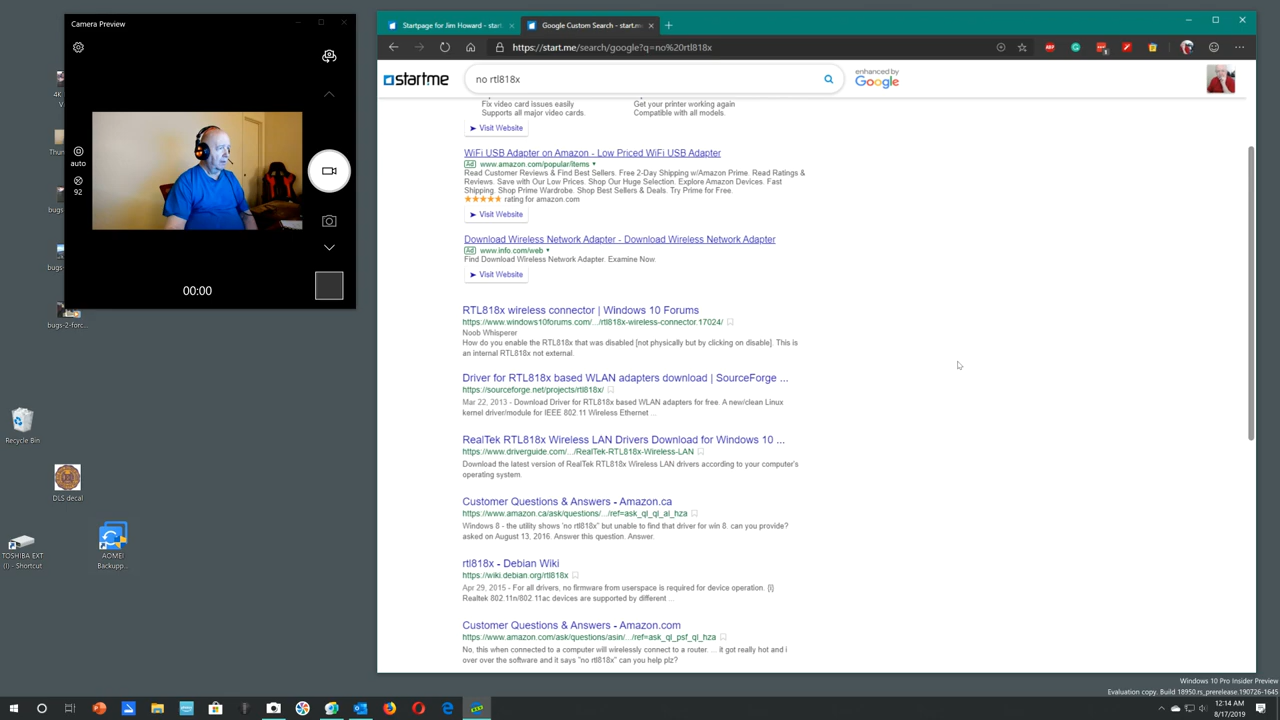 Camera Preview
auto
92
00:00
Startpage for Jim Howard - star
Google Custom Search - start.m
https://start.me/search/google?q=no%20rtl818x
startme
no rtl818x
enhanced by
Google
Fix video card issues easily
Get your printer working again
Supports all major video cards.
Compatible with all models.
Visit Website
WiFi USB Adapter on Amazon - Low Priced WiFi USB Adapter
Ad www.amazon.com/popular/items
Read Customer Reviews & Find Best Sellers. Free 2-Day Shipping w/Amazon Prime. Read Ratings &
Reviews. Save with Our Low Prices. Shop Our Huge Selection. Explore Amazon Devices. Fast
Shipping. Shop Prime Wardrobe. Shop Best Sellers & Deals. Try Prime for Free.
rating for amazon.com
Visit Website
Download Wireless Network Adapter - Download Wireless Network Adapter
Ad www.info.com/web
Find Download Wireless Network Adapter. Examine Now.
Visit Website
RTL818x wireless connector | Windows 10 Forums
https://www.windows10forums.com/.../rtl818x-wireless-connector.17024/
Noob Whisperer
How do you enable the RTL818x that was disabled [not physically but by clicking on disable]. This is
an internal RTL818x not external.
Driver for RTL818x based WLAN adapters download | SourceForge ...
https://sourceforge.net/projects/rtl818x/
Mar 22, 2013 - Download Driver for RTL818x based WLAN adapters for free. A new/clean Linux
kernel driver/module for IEEE 802.11 Wireless Ethernet ...
RealTek RTL818x Wireless LAN Drivers Download for Windows 10 ...
https://www.driverguide.com/.../RealTek-RTL818x-Wireless-LAN
Download the latest version of RealTek RTL818x Wireless LAN drivers according to your computer's
operating system.
Customer Questions & Answers - Amazon.ca
https://www.amazon.ca/ask/questions/.../ref=ask_ql_ql_al_hza
Windows 8 - the utility shows 'no rtl818x" but unable to find that driver for win 8. can you provide?
asked on August 13, 2016. Answer this question. Answer.
rtl818x - Debian Wiki
https://wiki.debian.org/rtl818x
Apr 29, 2015 - For all drivers, no firmware from userspace is required for device operation. {i}
Realtek 802.11n/802.11ac devices are supported by different ...
Customer Questions & Answers - Amazon.com
https://www.amazon.com/ask/questions/asin/.../ref=ask_ql_psf_ql_hza
No, this when connected to a computer will wirelessly connect to a router. ... it got really hot and i
over over the software and it says "no rtl818x" can you help plz?
4K
Thun
bugs-
bugs-2-forc...
Recycle Bin
DLS decal
TOSHIBA EXT
(I) - Shortcut
AOMEI
Backupp...
Windows 10 Pro Insider Preview
Evaluation copy. Build 18950.rs_prerelease.190726-1645
12:14 AM
8/17/2019